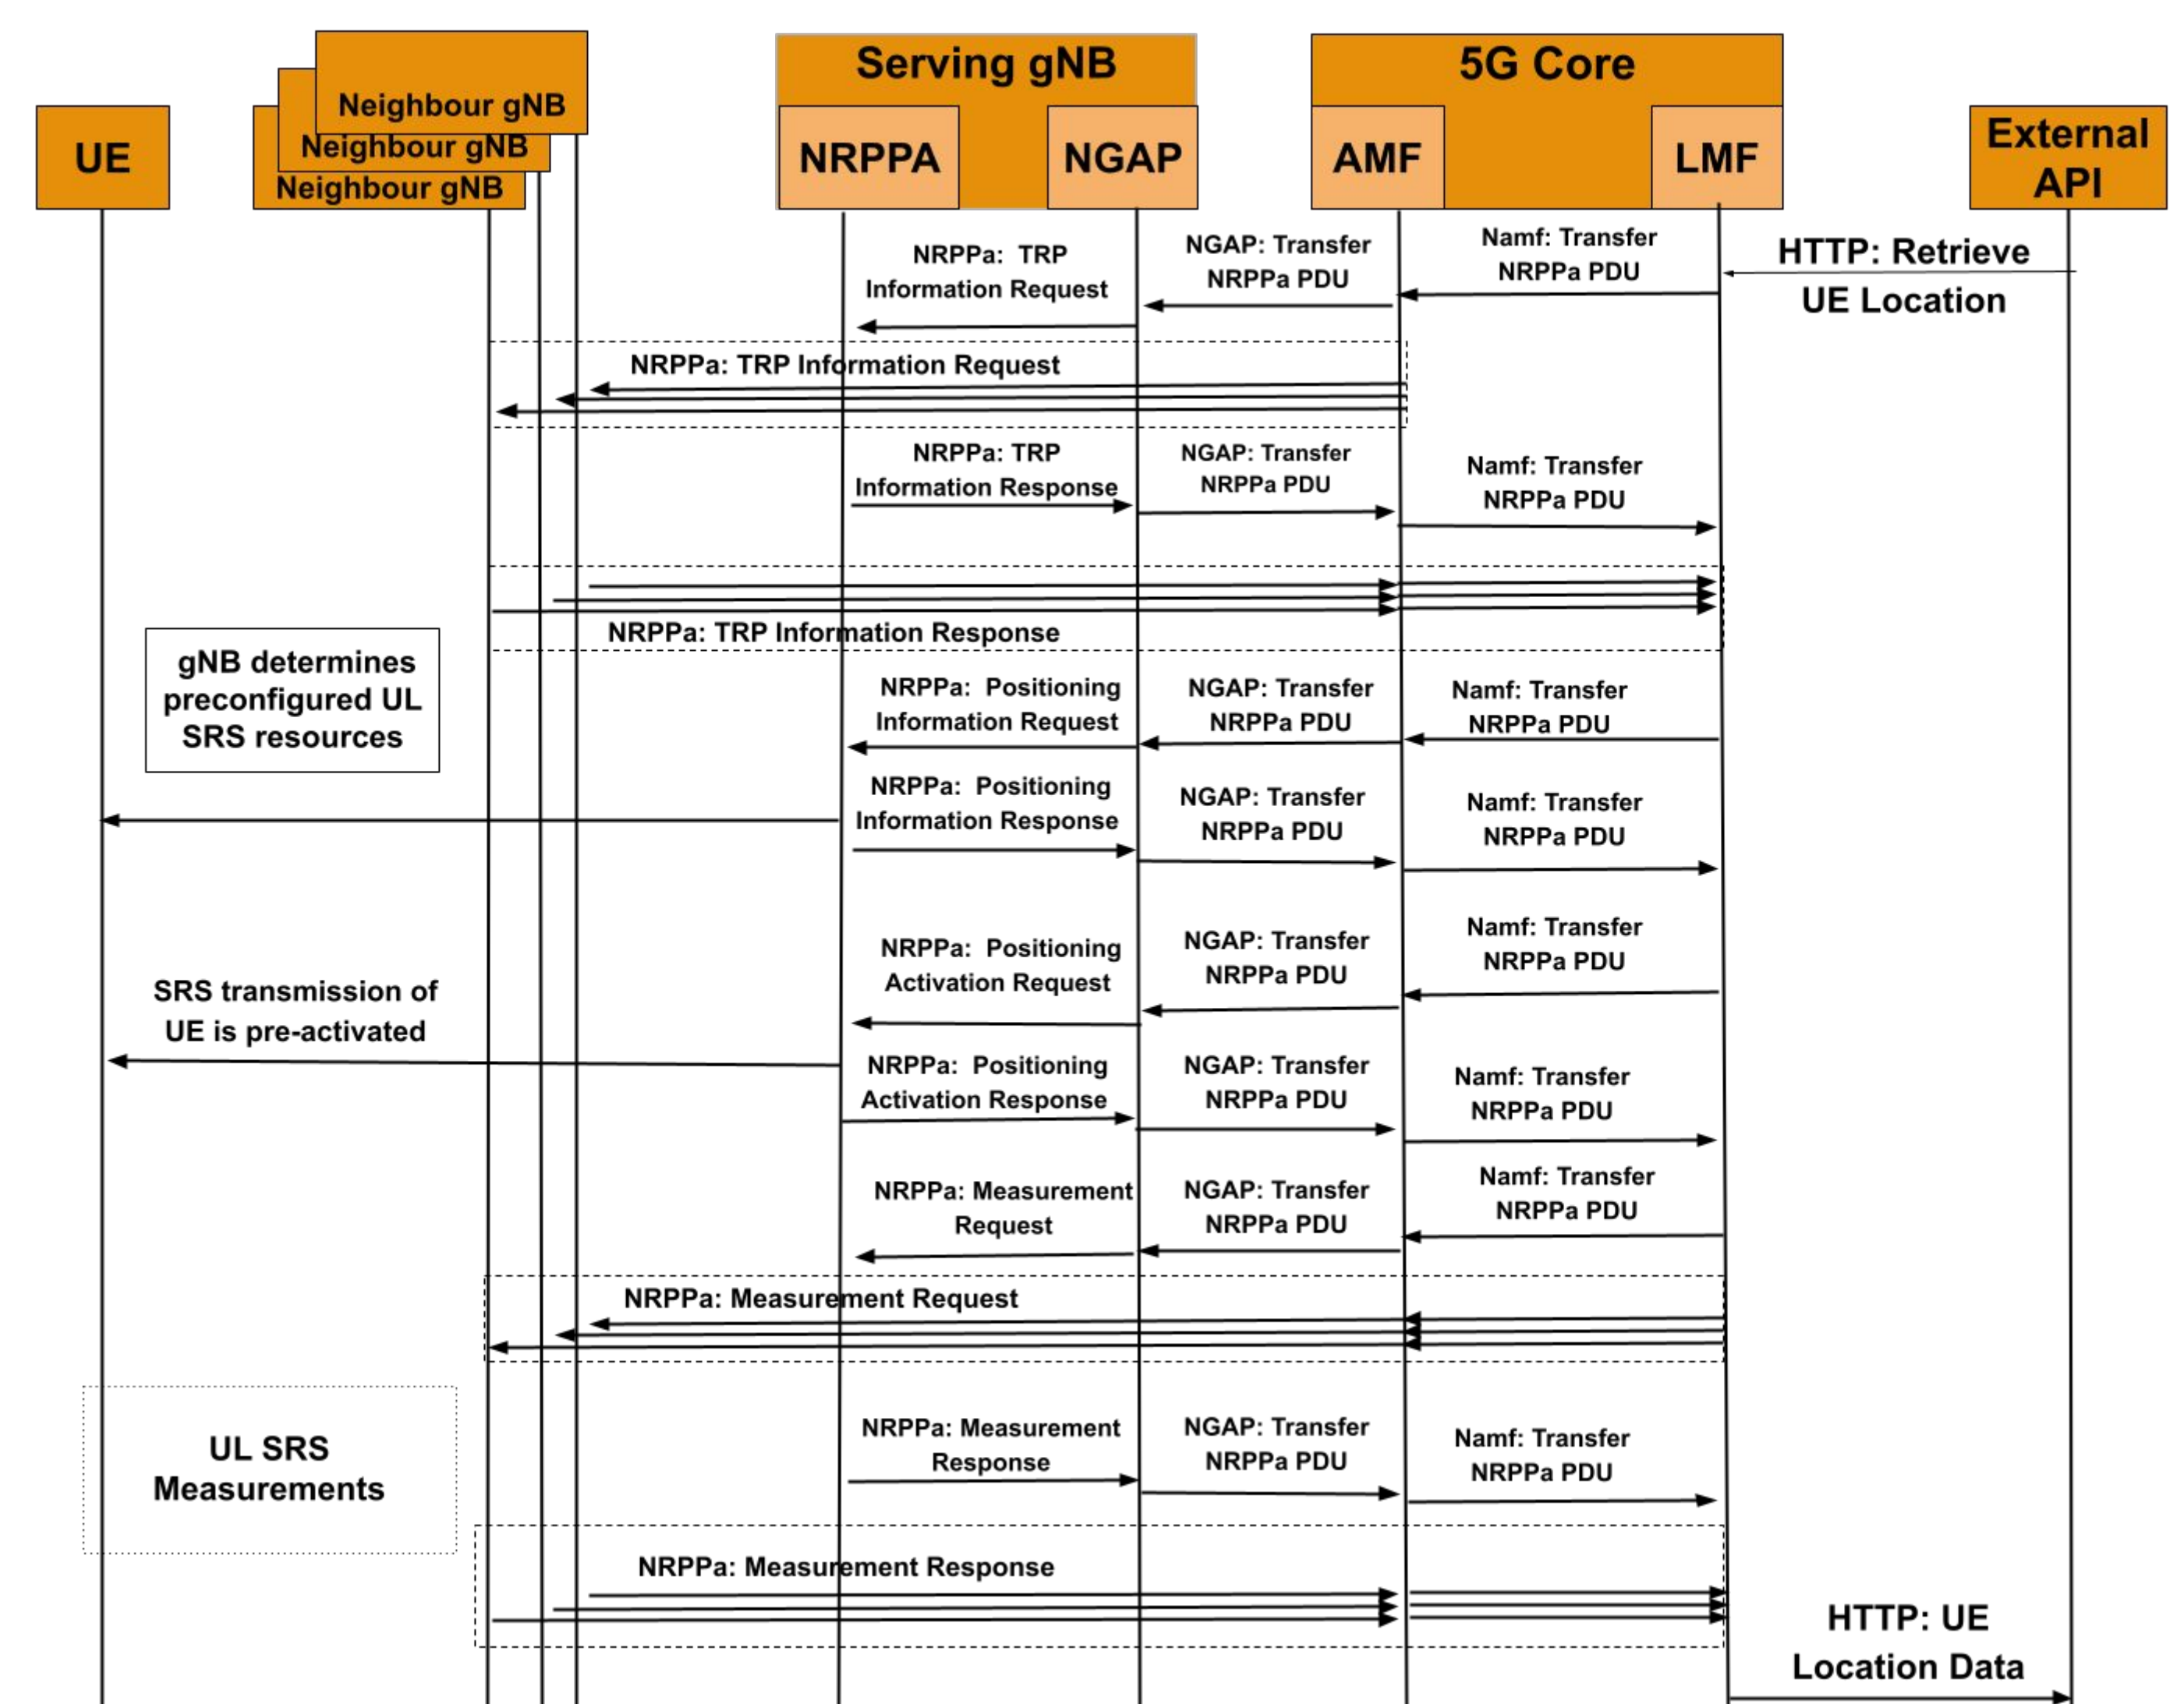 Serving gNB
5G Core
Neighbour gNB
Neighbour gNB
Neighbour gNB
UE
NRPPA
NGAP
AMF
LMF
External
API
NRPPa: TRP
Information Request
NGAP: Transfer
NRPPa PDU
Namf: Transfer
NRPPa PDU
HTTP: Retrieve
UE Location
NRPPa: TRP Information Request
NRPPa: TRP
Information Response
NGAP: Transfer
NRPPa PDU
Namf: Transfer
NRPPa PDU
NRPPa: TRP Information Response
gNB determines
preconfigured UL
SRS resources
NRPPa: Positioning
Information Request
NGAP: Transfer
NRPPa PDU
Namf: Transfer
NRPPa PDU
NRPPa: Positioning
Information Response
NGAP: Transfer
NRPPa PDU
Namf: Transfer
NRPPa PDU
NRPPa: Positioning
Activation Request
NGAP: Transfer
NRPPa PDU
Namf: Transfer
NRPPa PDU
SRS transmission of
UE is pre-activated
NRPPa: Positioning
Activation Response
NGAP: Transfer
NRPPa PDU
Namf: Transfer
NRPPa PDU
NRPPa: Measurement
Request
NGAP: Transfer
NRPPa PDU
Namf: Transfer
NRPPa PDU
NRPPa: Measurement Request
UL SRS
Measurements
NRPPa: Measurement
Response
NGAP: Transfer
NRPPa PDU
Namf: Transfer
NRPPa PDU
NRPPa: Measurement Response
HTTP: UE
Location Data